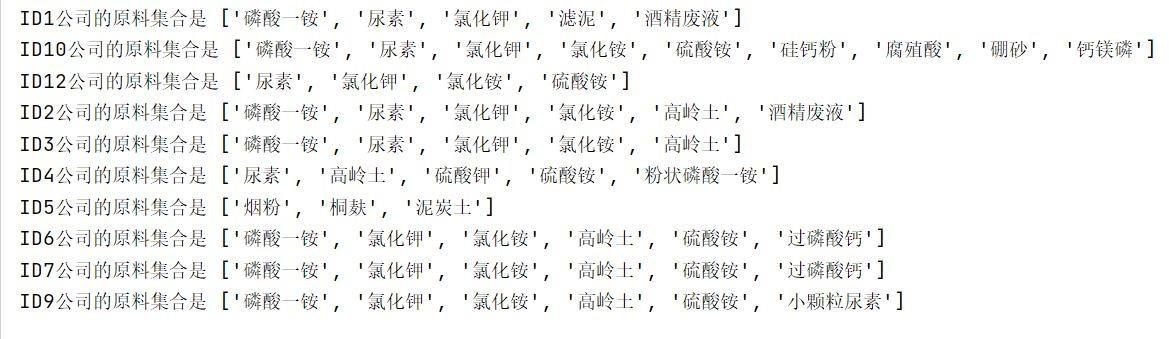 ID1公司的原料集合是 ['磷酸一铵', '尿素', '氯化钾', '滤泥', '酒精废液']
ID10公司的原料集合是 ['磷酸一铵', '尿素', '氯化钾', '氯化铵', '硫酸铵', '硅钙粉', '腐殖酸', '硼砂', '钙镁磷']
ID12公司的原料集合是 ['尿素', '氯化钾', '氯化铵', '硫酸铵']
ID2公司的原料集合是 ['磷酸一铵', '尿素', '氯化钾', '氯化铵', '高岭土', '酒精废液']
ID3公司的原料集合是 ['磷酸一铵', '尿素', '氯化钾', '氯化铵', '高岭土']
ID4公司的原料集合是 ['尿素', '高岭土', '硫酸钾', '硫酸铵', '粉状磷酸一铵']
ID5公司的原料集合是 ['烟粉', '桐麸', '泥炭土']
ID6公司的原料集合是 ['磷酸一铵', '氯化钾', '氯化铵', '高岭土', '硫酸铵', '过磷酸钙']
ID7公司的原料集合是 ['磷酸一铵', '氯化钾', '氯化铵', '高岭土', '硫酸铵', '过磷酸钙']
ID9公司的原料集合是 ['磷酸一铵', '氯化钾', '氯化铵', '高岭土', '硫酸铵', '小颗粒尿素']